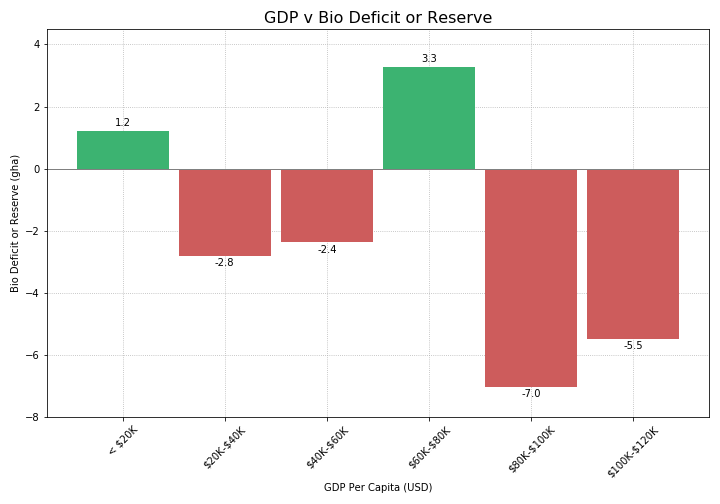 GDP v Bio Deficit or Reserve
Bio Deficit or Reserve (gha)
4
2
0
−2
−4
−6
−8
1.2
-2.8
-2.4
3.3
-7.0
-5.5
< $20K
$20K-$40K
$40K-$60K
$60K-$80K
$80K-$100K
$100K-$120K
GDP Per Capita (USD)